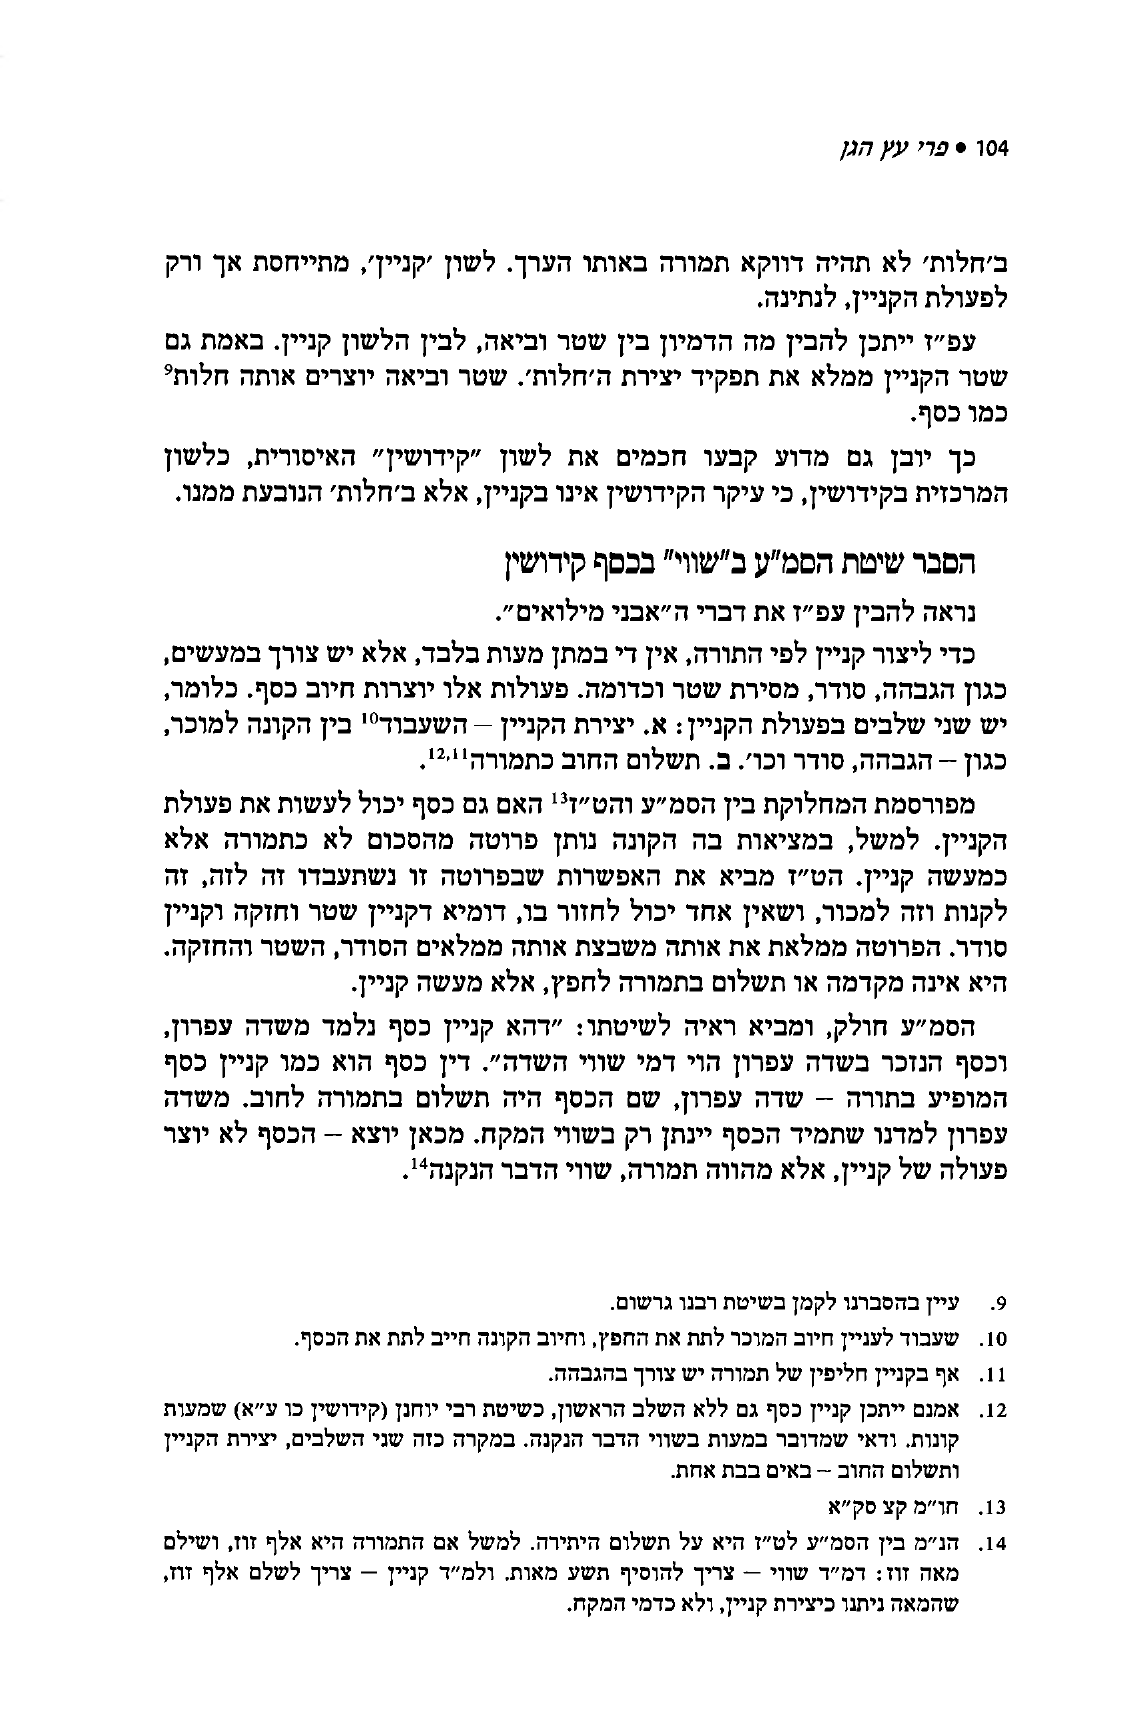 104 • פרי עץ הגן
ב'חלות' לא תהיה דווקא תמורה באותו הערך. לשון 'קניין', מתייחסת אך ורק
לפעולת הקניין, לנתינה.
עפ"ז ייתכן להבין מה הדמיון בין שטר וביאה, לבין הלשון קניין. באמת גם
שטר הקניין ממלא את תפקיד יצירת ה'חלות'. שטר וביאה יוצרים אותה חלות⁹
כמו כסף.
כך יובן גם מדוע קבעו חכמים את לשון "קידושין" האיסורית, כלשון
המרכזית בקידושין, כי עיקר הקידושין אינו בקניין, אלא ב'חלות' הנובעת ממנו.
הסבר שיטת הסמ"ע ב"שווי" בכסף קידושין
נראה להבין עפ"ז את דברי ה"אבני מילואים".
כדי ליצור קניין לפי התורה, אין די במתן מעות בלבד, אלא יש צורך במעשים,
כגון הגבהה, סודר, מסירת שטר וכדומה. פעולות אלו יוצרות חיוב כסף. כלומר,
יש שני שלבים בפעולת הקניין: א. יצירת הקניין – השעבוד¹⁰ בין הקונה למוכר,
כגון – הגבהה, סודר וכו'. ב. תשלום החוב כתמורה¹²,¹¹.
מפורסמת המחלוקת בין הסמ"ע והט"ז¹³ האם גם כסף יכול לעשות את פעולת
הקניין. למשל, במציאות בה הקונה נותן פרוטה מהסכום לא כתמורה אלא
כמעשה קניין. הט"ז מביא את האפשרות שבפרוטה זו נשתעבדו זה לזה, זה
לקנות וזה למכור, ושאין אחד יכול לחזור בו, דומיא דקניין שטר וחזקה וקניין
סודר. הפרוטה ממלאת את אותה משבצת אותה ממלאים הסודר, השטר והחזקה.
היא אינה מקדמה או תשלום בתמורה לחפץ, אלא מעשה קניין.
הסמ"ע חולק, ומביא ראיה לשיטתו: "דהא קניין כסף נלמד משדה עפרון,
וכסף הנזכר בשדה עפרון הוי דמי שווי השדה". דין כסף הוא כמו קניין כסף
המופיע בתורה – שדה עפרון, שם הכסף היה תשלום בתמורה לחוב. משדה
עפרון למדנו שתמיד הכסף יינתן רק בשווי המקח. מכאן יוצא – הכסף לא יוצר
פעולה של קניין, אלא מהווה תמורה, שווי הדבר הנקנה¹⁴.
9. עיין בהסברנו לקמן בשיטת רבנו גרשום.
10. שעבוד לעניין חיוב המוכר לתת את החפץ, וחיוב הקונה חייב לתת את הכסף.
11. אף בקניין חליפין של תמורה יש צורך בהגבהה.
12. אמנם ייתכן קניין כסף גם ללא השלב הראשון, כשיטת רבי יוחנן (קידושין כו ע"א) שמעות
קונות. ודאי שמדובר במעות בשווי הדבר הנקנה. במקרה כזה שני השלבים, יצירת הקניין
ותשלום החוב – באים בבת אחת.
13. חו"מ קצ סק"א
14. הנ"מ בין הסמ"ע לט"ז היא על תשלום היתירה. למשל אם התמורה היא אלף זוז, ושילם
מאה זוז: דמ"ד שווי – צריך להוסיף תשע מאות. ולמ"ד קניין – צריך לשלם אלף זוז,
שהמאה ניתנו כיצירת קניין, ולא כדמי המקח.